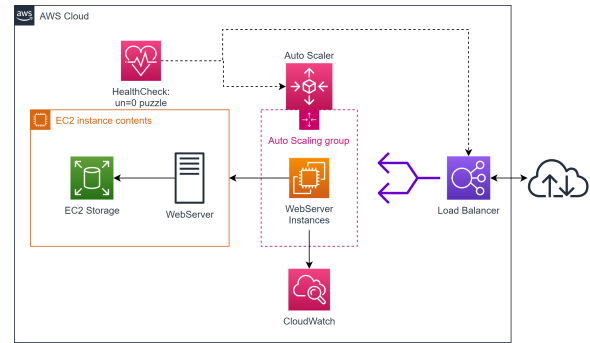 aws
AWS Cloud
Auto Scaler
HealthCheck:
un=0 puzzle
EC2 instance contents
Auto Scaling group
EC2 Storage
WebServer
WebServer
Instances
Load Balancer
CloudWatch